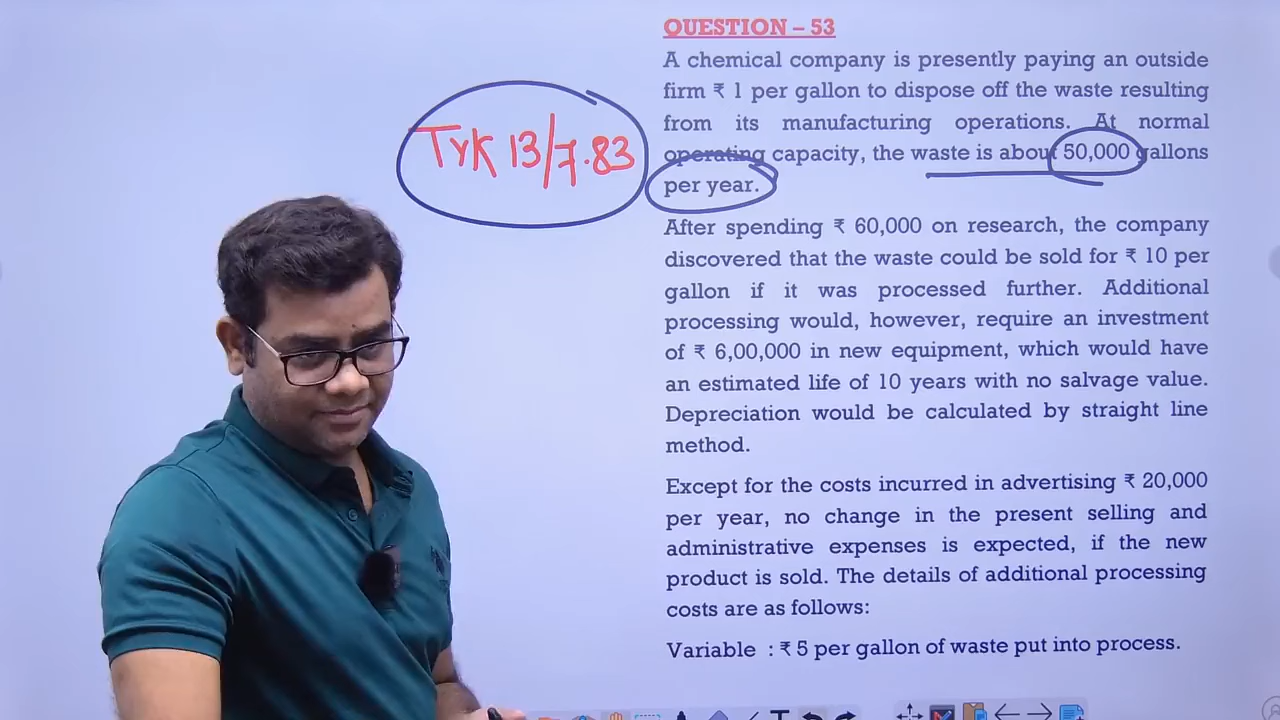 QUESTION – 53
A chemical company is presently paying an outside
firm ₹ 1 per gallon to dispose off the waste resulting
from its manufacturing operations. At normal
operating capacity, the waste is about 50,000 gallons
per year.
TYK 13/7.83
After spending ₹ 60,000 on research, the company
discovered that the waste could be sold for ₹ 10 per
gallon if it was processed further. Additional
processing would, however, require an investment
of ₹ 6,00,000 in new equipment, which would have
an estimated life of 10 years with no salvage value.
Depreciation would be calculated by straight line
method.
Except for the costs incurred in advertising ₹ 20,000
per year, no change in the present selling and
administrative expenses is expected, if the new
product is sold. The details of additional processing
costs are as follows:
Variable : ₹ 5 per gallon of waste put into process.